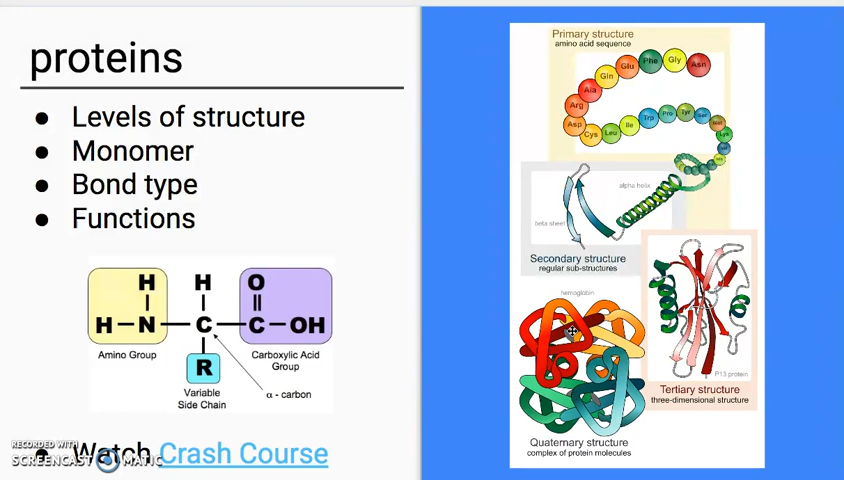 proteins
● Levels of structure
● Monomer
● Bond type
● Functions
H H O
H N C C OH
R
Amino Group
Carboxylic Acid
Group
Variable
Side Chain
α - carbon
● Watch Crash Course
RECORDED WITH
SCREENCAST MATIC
Primary structure
amino acid sequence
Asn
Gly
Phe
Glu
Gln
Ala
Arg
Asp
Cys
Leu
Ile
Trp
Pro
Tyr
Ser
Lys
alpha helix
beta sheet
Secondary structure
regular sub-structures
hemoglobin
P13 protein
Tertiary structure
three-dimensional structure
Quaternary structure
complex of protein molecules